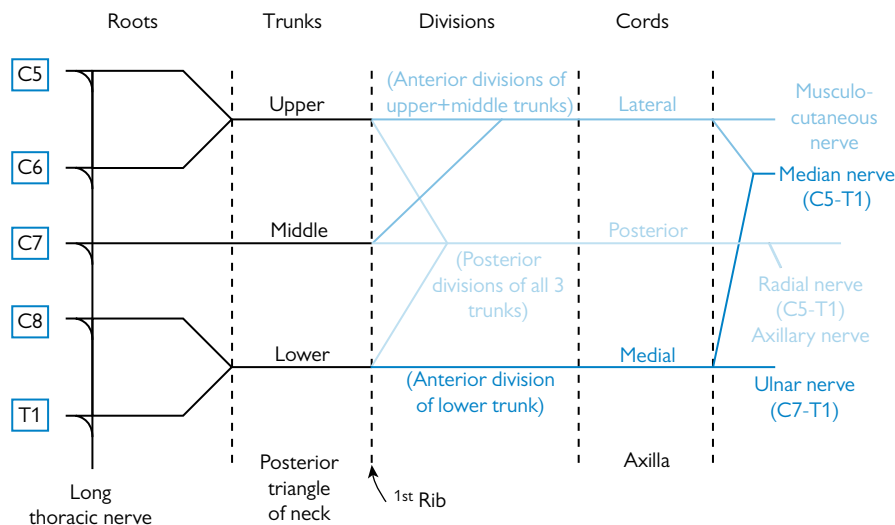 Roots
Trunks
Divisions
Cords
C5
C6
C7
C8
T1
Upper
Middle
Lower
(Anterior divisions of
upper+middle trunks)
(Posterior
divisions of all 3
trunks)
(Anterior division
of lower trunk)
Lateral
Posterior
Medial
Musculo-
cutaneous
nerve
Median nerve
(C5-T1)
Radial nerve
(C5-T1)
Axillary nerve
Ulnar nerve
(C7-T1)
Long
thoracic nerve
Posterior
triangle
of neck
1st Rib
Axilla